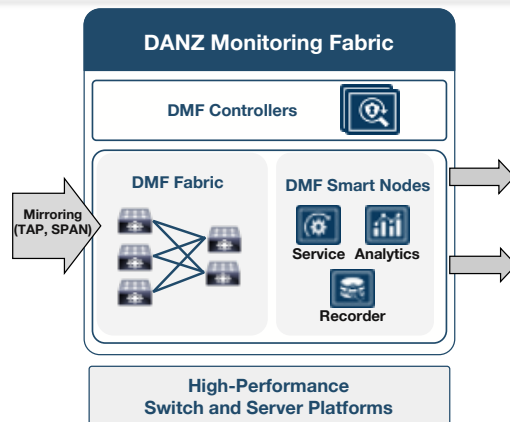 DANZ Monitoring Fabric
DMF Controllers
Mirroring
(TAP, SPAN)
DMF Fabric
DMF Smart Nodes
Service
Analytics
Recorder
High-Performance
Switch and Server Platforms